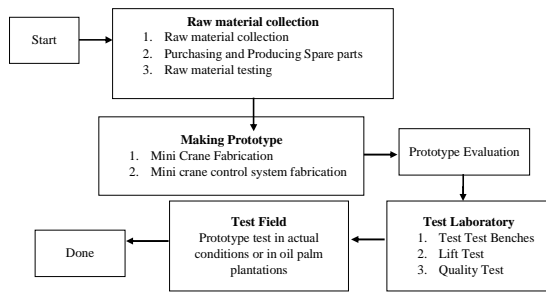 Start
Raw material collection
1. Raw material collection
2. Purchasing and Producing Spare parts
3. Raw material testing
Making Prototype
1. Mini Crane Fabrication
2. Mini crane control system fabrication
Prototype Evaluation
Test Laboratory
1. Test Test Benches
2. Lift Test
3. Quality Test
Test Field
Prototype test in actual
conditions or in oil palm
plantations
Done